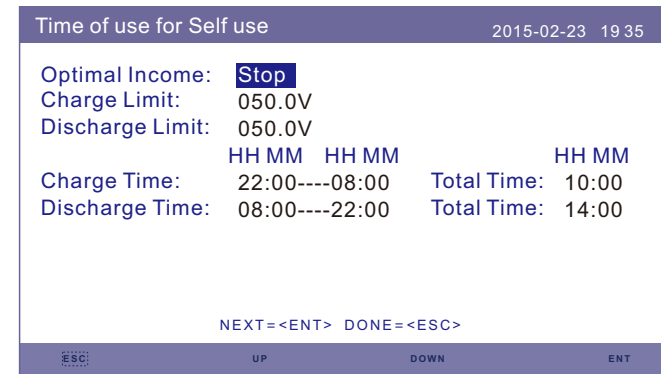 Time of use for Self use 2015-02-23 19 35
Optimal Income: Stop
Charge Limit: 050.0V
Discharge Limit: 050.0V
HH MM HH MM HH MM
Charge Time: 22:00----08:00 Total Time: 10:00
Discharge Time: 08:00----22:00 Total Time: 14:00
NEXT=<ENT> DONE=<ESC>
ESC UP DOWN ENT